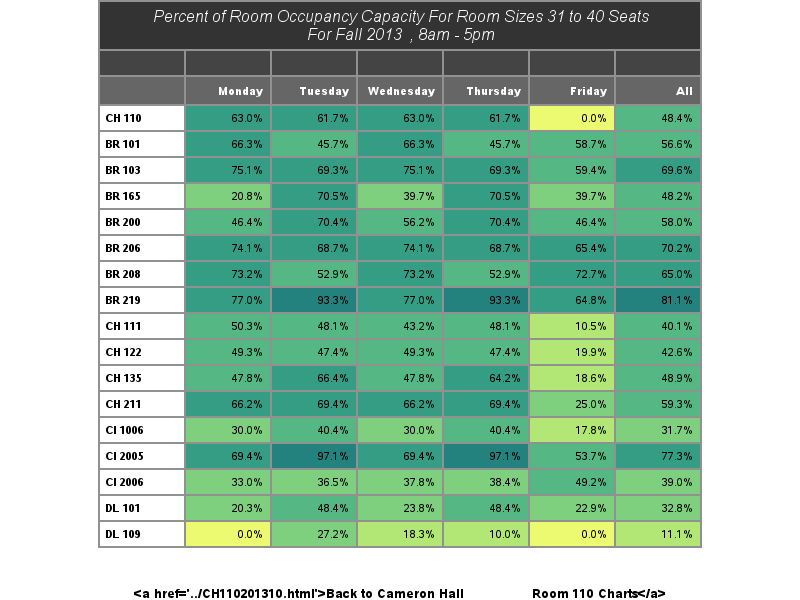 Percent of Room Occupancy Capacity For Room Sizes 31 to 40 Seats
For Fall 2013 , 8am - 5pm
Monday Tuesday Wednesday Thursday Friday All
CH 110 63.0% 61.7% 63.0% 61.7% 0.0% 48.4%
BR 101 66.3% 45.7% 66.3% 45.7% 58.7% 56.6%
BR 103 75.1% 69.3% 75.1% 69.3% 59.4% 69.6%
BR 165 20.8% 70.5% 39.7% 70.5% 39.7% 48.2%
BR 200 46.4% 70.4% 56.2% 70.4% 46.4% 58.0%
BR 206 74.1% 68.7% 74.1% 68.7% 65.4% 70.2%
BR 208 73.2% 52.9% 73.2% 52.9% 72.7% 65.0%
BR 219 77.0% 93.3% 77.0% 93.3% 64.8% 81.1%
CH 111 50.3% 48.1% 43.2% 48.1% 10.5% 40.1%
CH 122 49.3% 47.4% 49.3% 47.4% 19.9% 42.6%
CH 135 47.8% 66.4% 47.8% 64.2% 18.6% 48.9%
CH 211 66.2% 69.4% 66.2% 69.4% 25.0% 59.3%
CI 1006 30.0% 40.4% 30.0% 40.4% 17.8% 31.7%
CI 2005 69.4% 97.1% 69.4% 97.1% 53.7% 77.3%
CI 2006 33.0% 36.5% 37.8% 38.4% 49.2% 39.0%
DL 101 20.3% 48.4% 23.8% 48.4% 22.9% 32.8%
DL 109 0.0% 27.2% 18.3% 10.0% 0.0% 11.1%
<a href='../CH110201310.html'>Back to Cameron Hall Room 110 Charts</a>